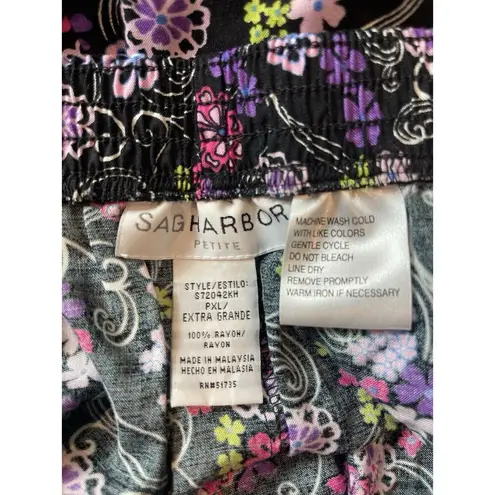 SAG HARBOR
PETITE
STYLE/ESTILO:
S72042KH
PXL/
EXTRA GRANDE
100% RAYON/
RAYON
MADE IN MALAYSIA
HECHO EN MALASIA
RN#51735
MACHINE WASH COLD
WITH LIKE COLORS
GENTLE CYCLE
DO NOT BLEACH
LINE DRY
REMOVE PROMPTLY
WARM IRON IF NECESSARY